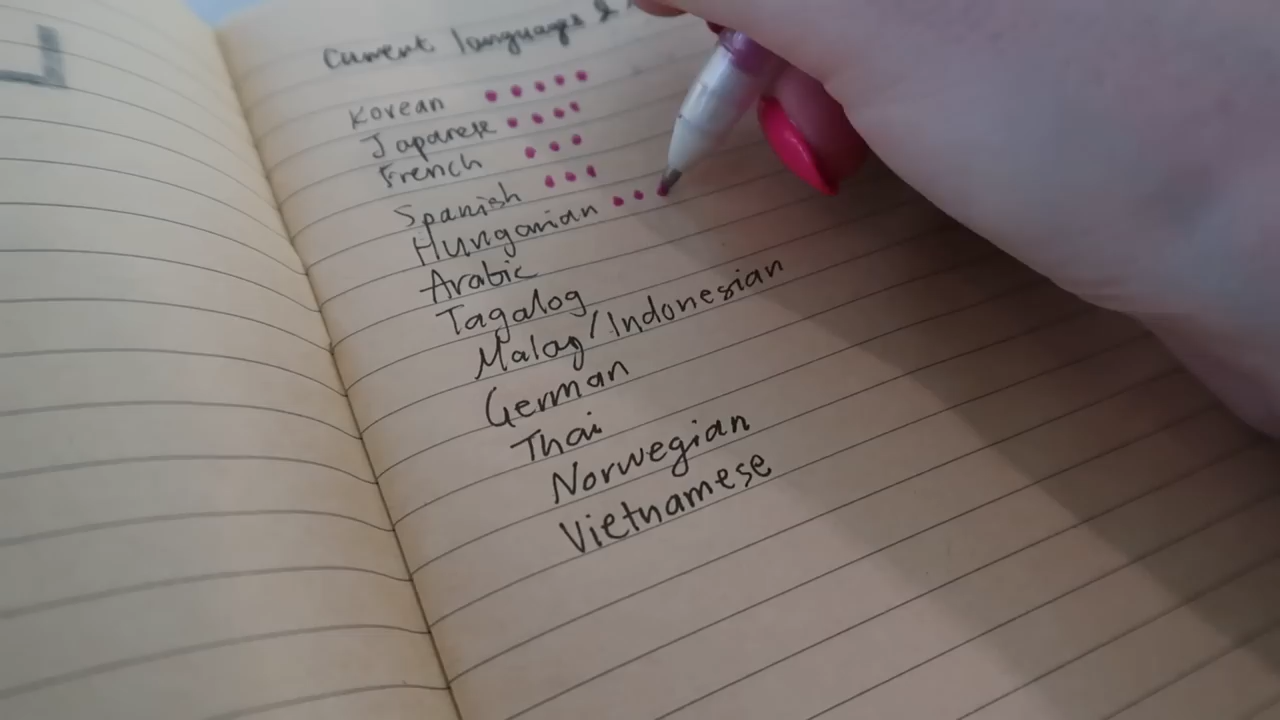 Current languages &
Korean
Japanese
French
Spanish
Hungarian
Arabic
Tagalog
Malay/Indonesian
German
Thai
Norwegian
Vietnamese